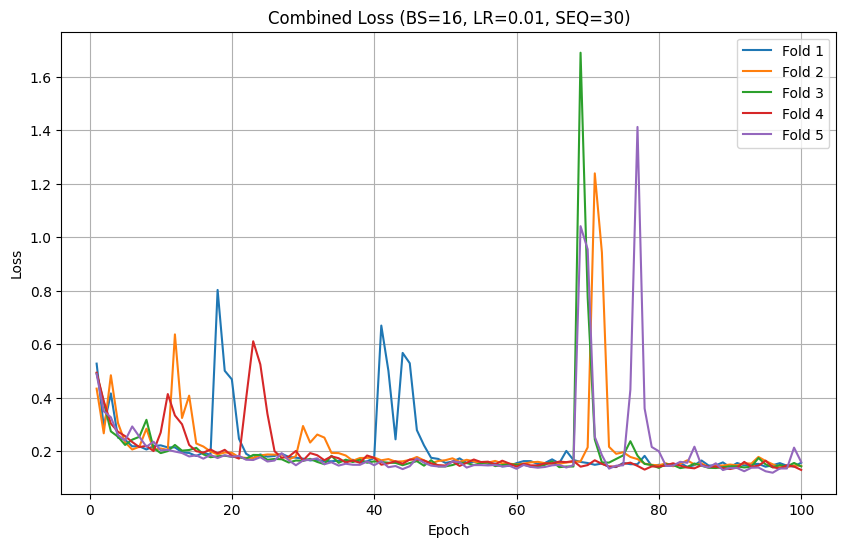 Combined Loss (BS=16, LR=0.01, SEQ=30)
Fold 1
Fold 2
Fold 3
Fold 4
Fold 5
Loss
1.6
1.4
1.2
1.0
0.8
0.6
0.4
0.2
0 20 40 60 80 100
Epoch